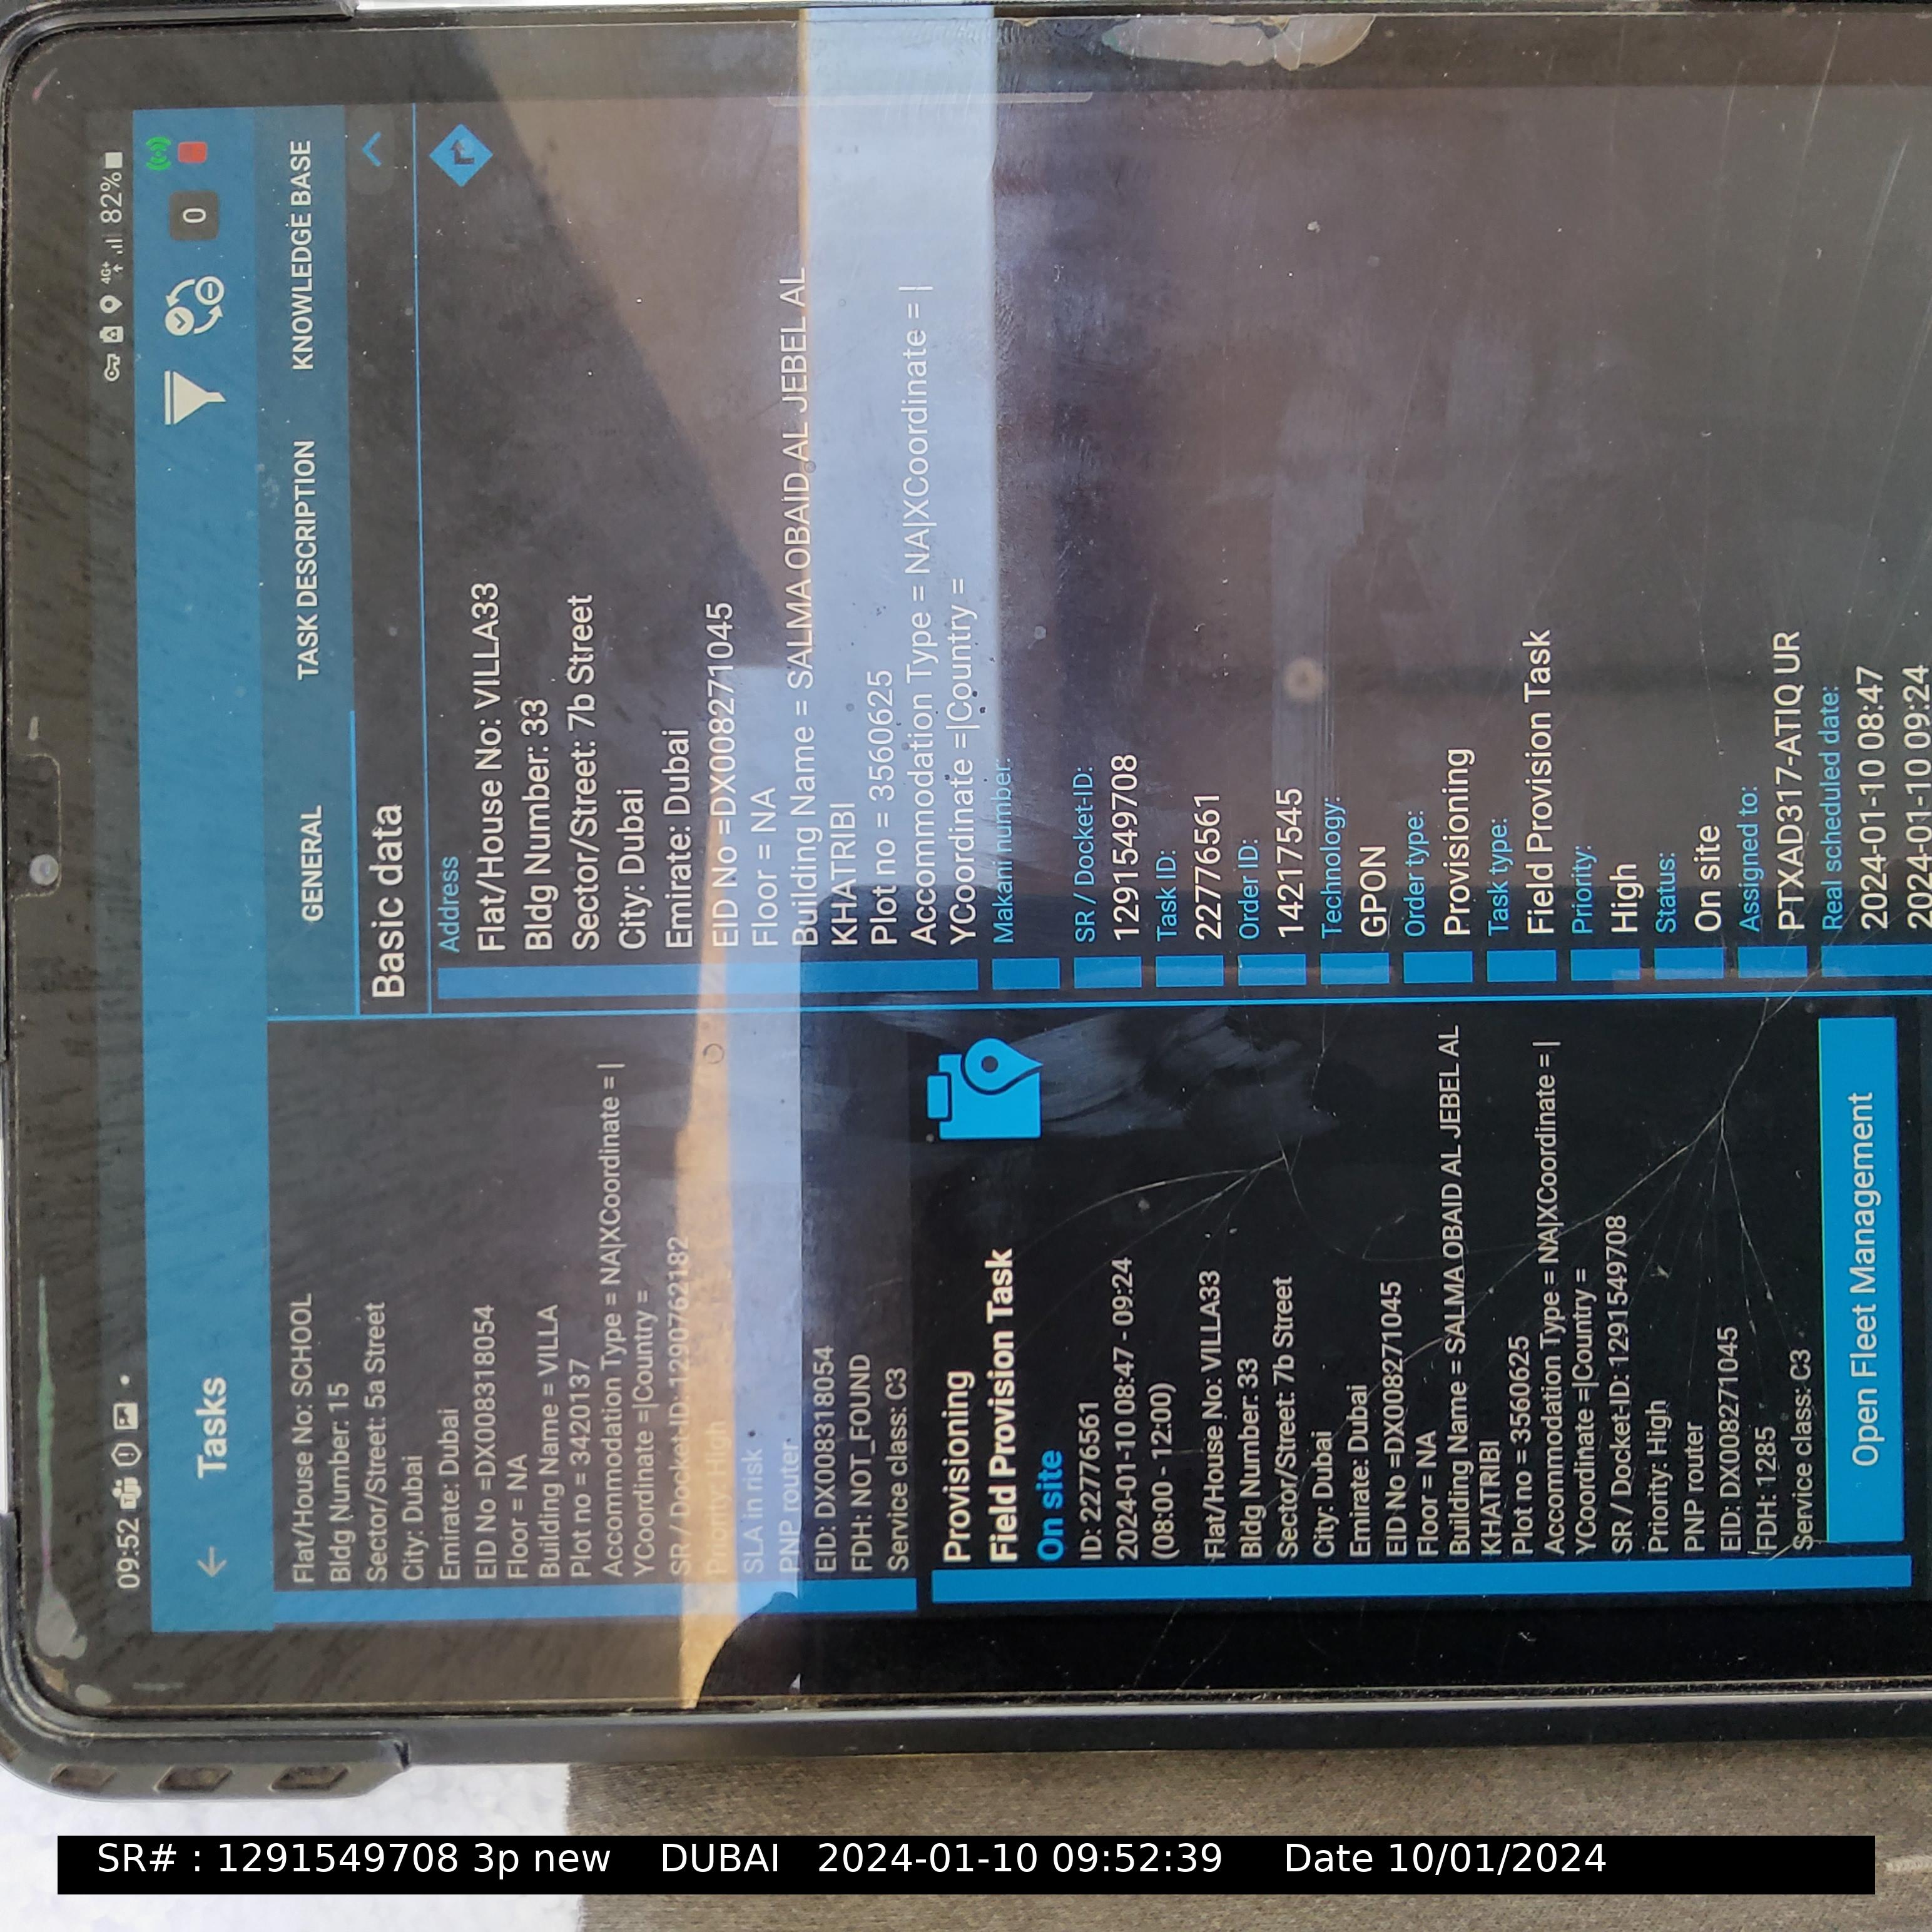 09:52
4G+ 82%
Tasks
0
Flat/House No: SCHOOL
Bldg Number: 15
Sector/Street: 5a Street
City: Dubai
Emirate: Dubai
EID No =DX008318054
Floor = NA
Building Name = VILLA
Plot no = 3420137
Accommodation Type = NA|XCoordinate = |
YCoordinate =|Country =
SR / Docket-ID: 1290762182
Priority: High
SLA in risk
PNP router
EID: DX008318054
FDH: NOT_FOUND
Service class: C3
Provisioning
Field Provision Task
On site
ID: 227776561
2024-01-10 08:47 - 09:24
(08:00 - 12:00)
Flat/House No: VILLA33
Bldg Number: 33
Sector/Street: 7b Street
City: Dubai
Emirate: Dubai
EID No =DX008271045
Floor = NA
Building Name = SALMA OBAID AL JEBEL AL
KHATRIBI
Plot no = 3560625
Accommodation Type = NA|XCoordinate = |
YCoordinate =|Country =
SR / Docket-ID: 1291549708
Priority: High
PNP router
EID: DX008271045
FDH: 1285
Service class: C3
Open Fleet Management
GENERAL TASK DESCRIPTION KNOWLEDGE BASE
Basic data
Address
Flat/House No: VILLA33
Bldg Number: 33
Sector/Street: 7b Street
City: Dubai
Emirate: Dubai
EID No =DX008271045
Floor = NA
Building Name = SALMA OBAID AL JEBEL AL
KHATRIBI
Plot no = 3560625
Accommodation Type = NA|XCoordinate = |
YCoordinate =|Country =
Makani number:
SR / Docket-ID:
1291549708
Task ID:
227776561
Order ID:
142175​45
Technology:
GPON
Order type:
Provisioning
Task type:
Field Provision Task
Priority:
High
Status:
On site
Assigned to:
PTXAD317-ATIQ UR
Real scheduled date:
2024-01-10 08:47
2024-01-10 09:24
SR# : 1291549708 3p new DUBAI 2024-01-10 09:52:39 Date 10/01/2024